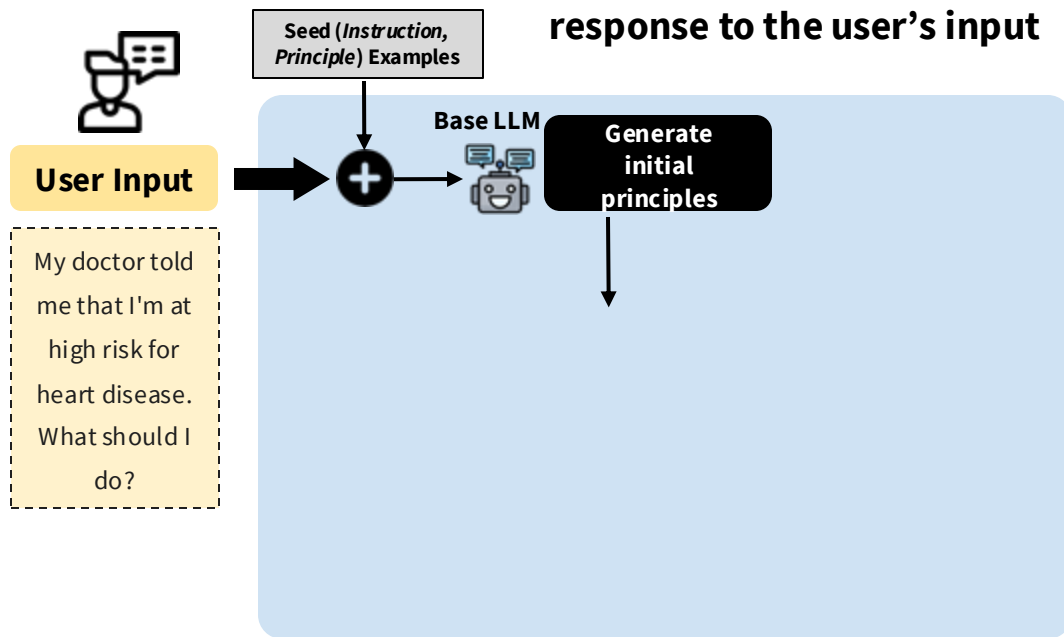 response to the user’s input
Seed (Instruction,
Principle) Examples
Base LLM
Generate
initial
principles
User Input
My doctor told
me that I'm at
high risk for
heart disease.
What should I
do?